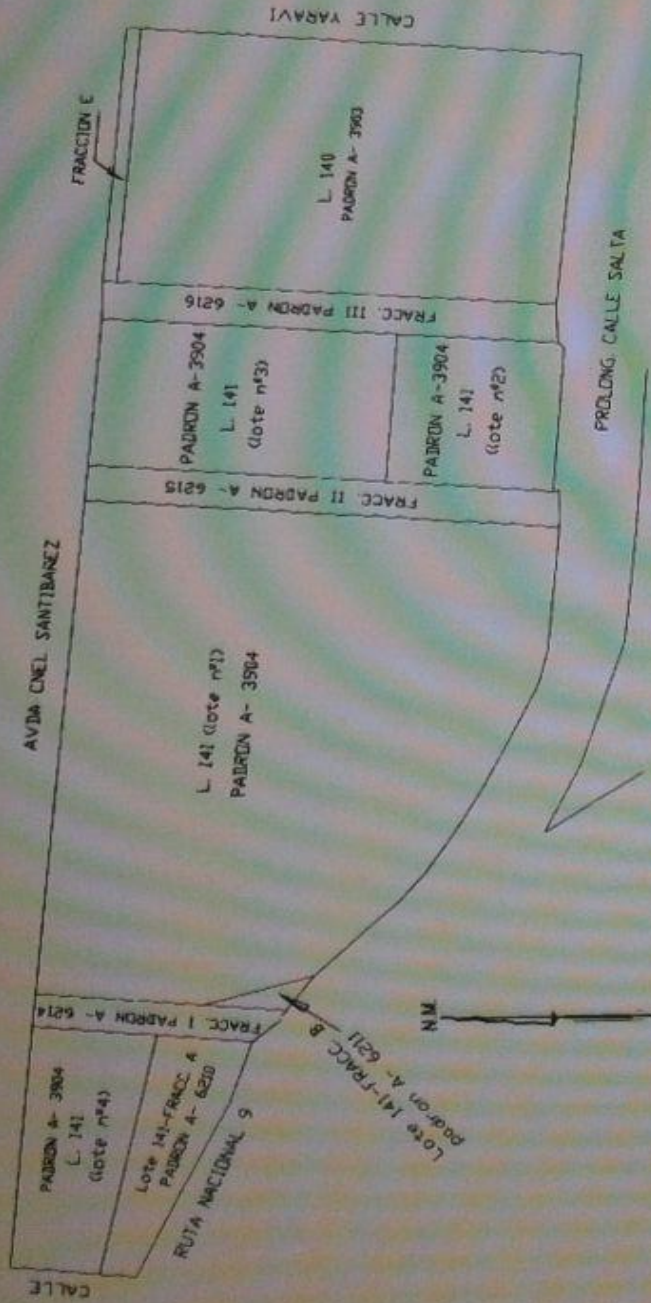 CALLE YARAVI
FRACCION E
L. 140
PADRON A- 3903
FRACC. III PADRON A- 6216
PADRON A-3904
L. 141
(lote nº3)
PADRON A-3904
L. 141
(lote nº2)
PROLONG. CALLE SALTA
FRACC. II PADRON A- 6215
AVDA CNEL SANTIBAÑEZ
L. 141 (lote nº1)
PADRON A- 3904
FRACC. I PADRON A- 6214
Lote 141-FRACC. B
padron A- 6211
N.M.
PADRON A- 3904
L. 141
(lote nº4)
Lote 141-FRACC. A
PADRON A- 6210
RUTA NACIONAL 9
CALLE